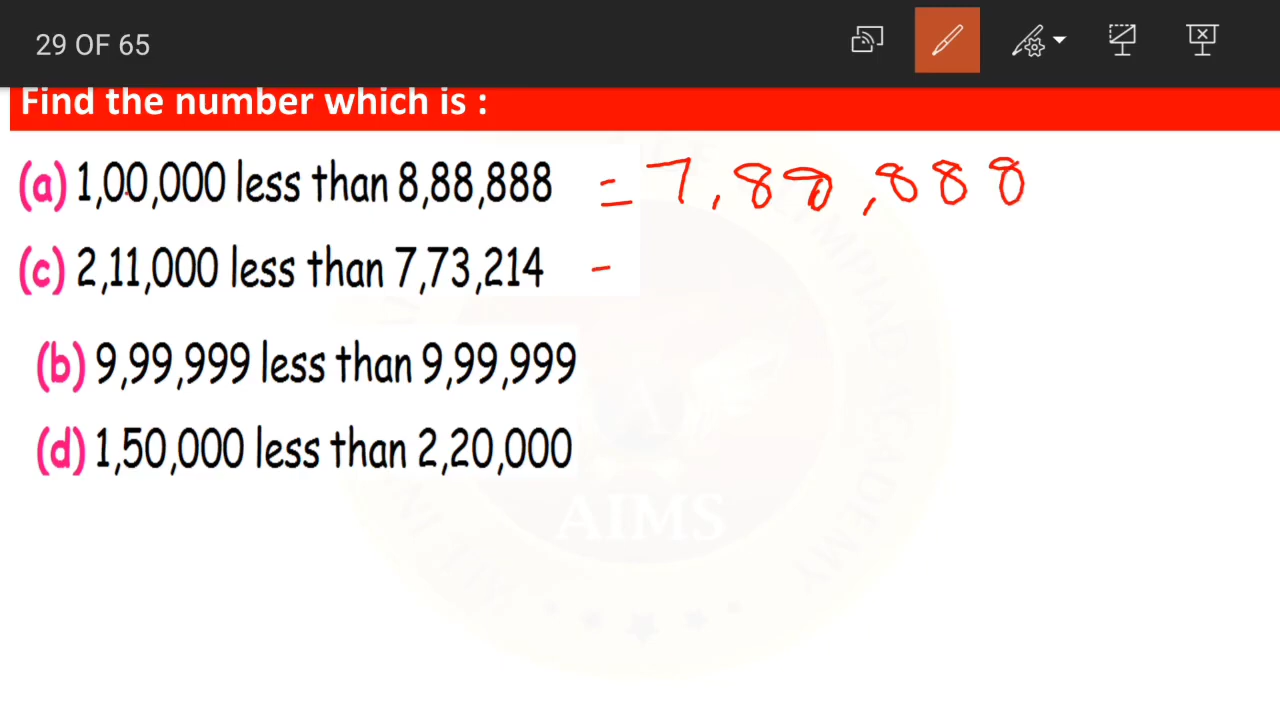 29 OF 65
Find the number which is :
(a) 1,00,000 less than 8,88,888 = 7,88,888
(c) 2,11,000 less than 7,73,214 -
(b) 9,99,999 less than 9,99,999
(d) 1,50,000 less than 2,20,000
AIMS